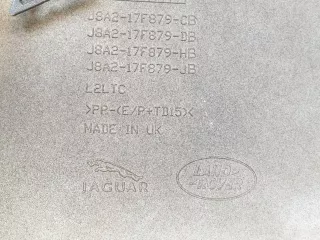 J8A2-17F879-CB
J8A2-17F879-DB
J8A2-17F879-HB
J8A2-17F879-JB
L2LTC
>PP-(E/P+TD15)<
MADE IN UK
JAGUAR
LAND
ROVER